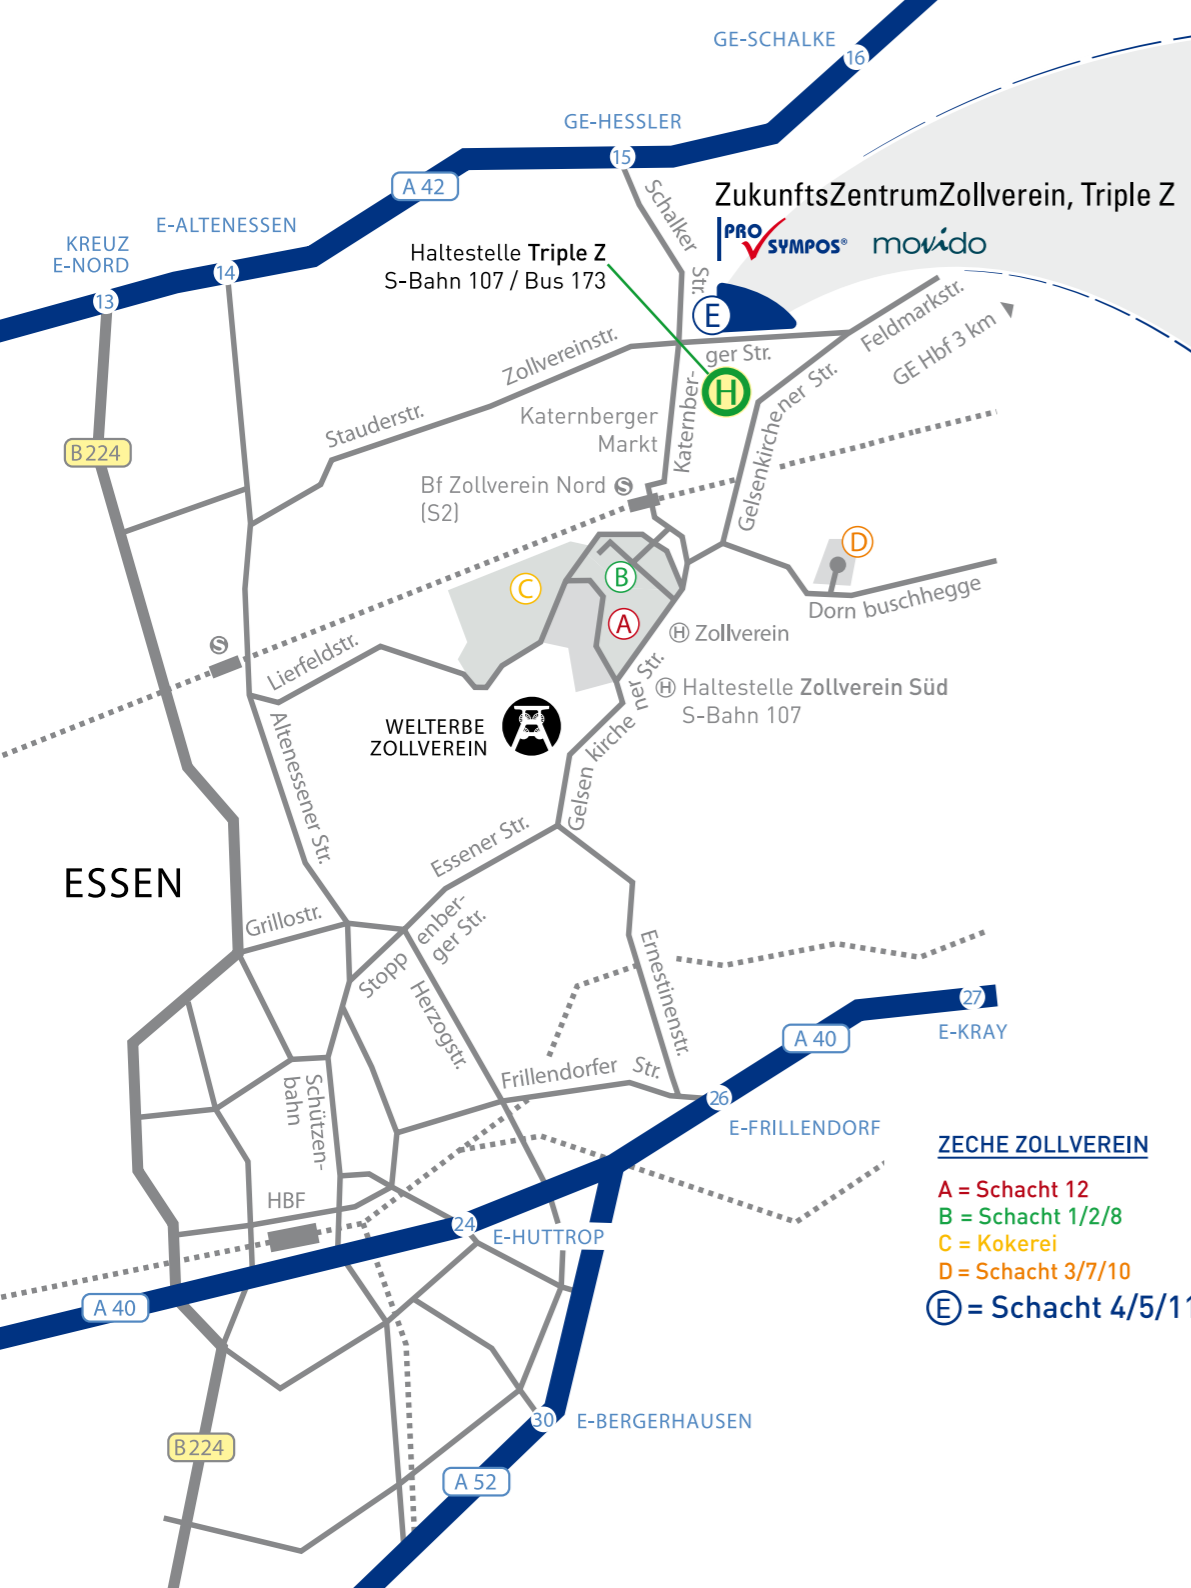 GE-SCHALKE
16
GE-HESSLER
15
A 42
ZukunftsZentrumZollverein, Triple Z
PRO
SYMPOS®
movido
E-ALTENESSEN
14
KREUZ
E-NORD
13
Schalker Str.
Haltestelle Triple Z
S-Bahn 107 / Bus 173
E
Feldmarkstr.
GE Hbf 3 km
Zollvereinstr.
Katernber-
ger Str.
H
Stauderstr.
Katernberger
Markt
Gelsenkirchener Str.
B224
Bf Zollverein Nord S
(S2)
D
C
B
A
Dorn buschhegge
H Zollverein
S
Lierfeldstr.
H Haltestelle Zollverein Süd
S-Bahn 107
WELTERBE
ZOLLVEREIN
Gelsen kirche ner Str.
Altenessener Str.
Essener Str.
ESSEN
Grillostr.
Stopp enber-
ger Str.
Herzogstr.
Ernestinenstr.
27
E-KRAY
A 40
Frillendorfer Str.
26
E-FRILLENDORF
Schützen-
bahn
HBF
24
E-HUTTROP
A 40
ZECHE ZOLLVEREIN
A = Schacht 12
B = Schacht 1/2/8
C = Kokerei
D = Schacht 3/7/10
E = Schacht 4/5/11
30
E-BERGERHAUSEN
B224
A 52